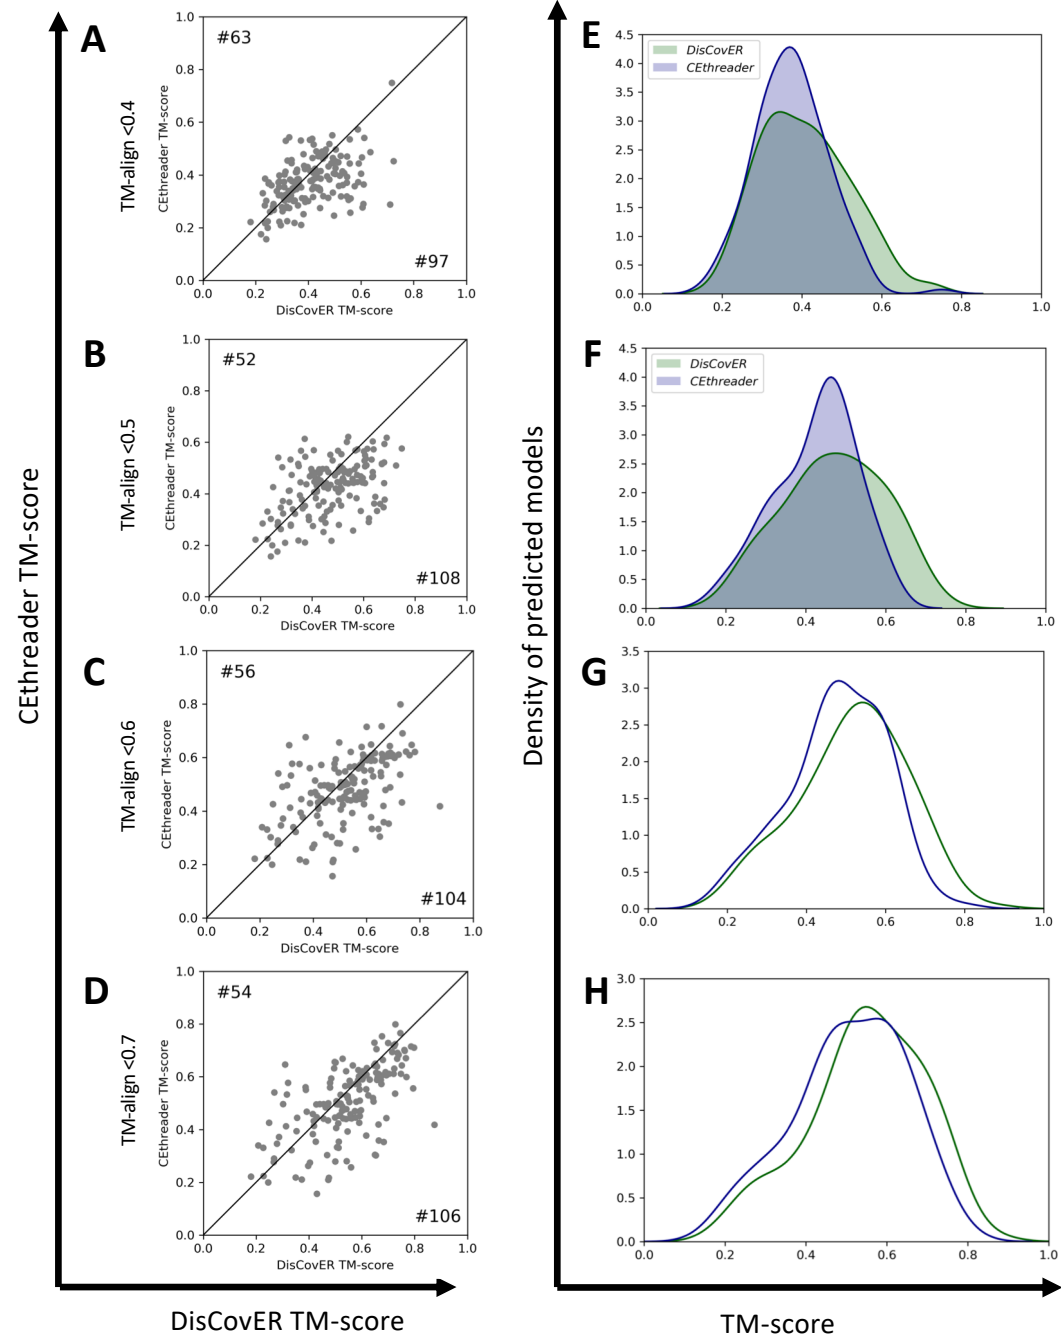 CEthreader TM-score
A
TM-align <0.4
CEthreader TM-score
1.0
0.8
0.6
0.4
0.2
0.0
#63
#97
0.0 0.2 0.4 0.6 0.8 1.0
DisCovER TM-score
B
TM-align <0.5
CEthreader TM-score
1.0
0.8
0.6
0.4
0.2
0.0
#52
#108
0.0 0.2 0.4 0.6 0.8 1.0
DisCovER TM-score
C
TM-align <0.6
CEthreader TM-score
1.0
0.8
0.6
0.4
0.2
0.0
#56
#104
0.0 0.2 0.4 0.6 0.8 1.0
DisCovER TM-score
D
TM-align <0.7
CEthreader TM-score
1.0
0.8
0.6
0.4
0.2
0.0
#54
#106
0.0 0.2 0.4 0.6 0.8 1.0
DisCovER TM-score
DisCovER TM-score
Density of predicted models
E
4.5
4.0
3.5
3.0
2.5
2.0
1.5
1.0
0.5
0.0
DisCovER
CEthreader
0.0 0.2 0.4 0.6 0.8 1.0
F
4.5
4.0
3.5
3.0
2.5
2.0
1.5
1.0
0.5
0.0
DisCovER
CEthreader
0.0 0.2 0.4 0.6 0.8 1.0
G
3.5
3.0
2.5
2.0
1.5
1.0
0.5
0.0
0.0 0.2 0.4 0.6 0.8 1.0
H
3.0
2.5
2.0
1.5
1.0
0.5
0.0
0.0 0.2 0.4 0.6 0.8 1.0
TM-score